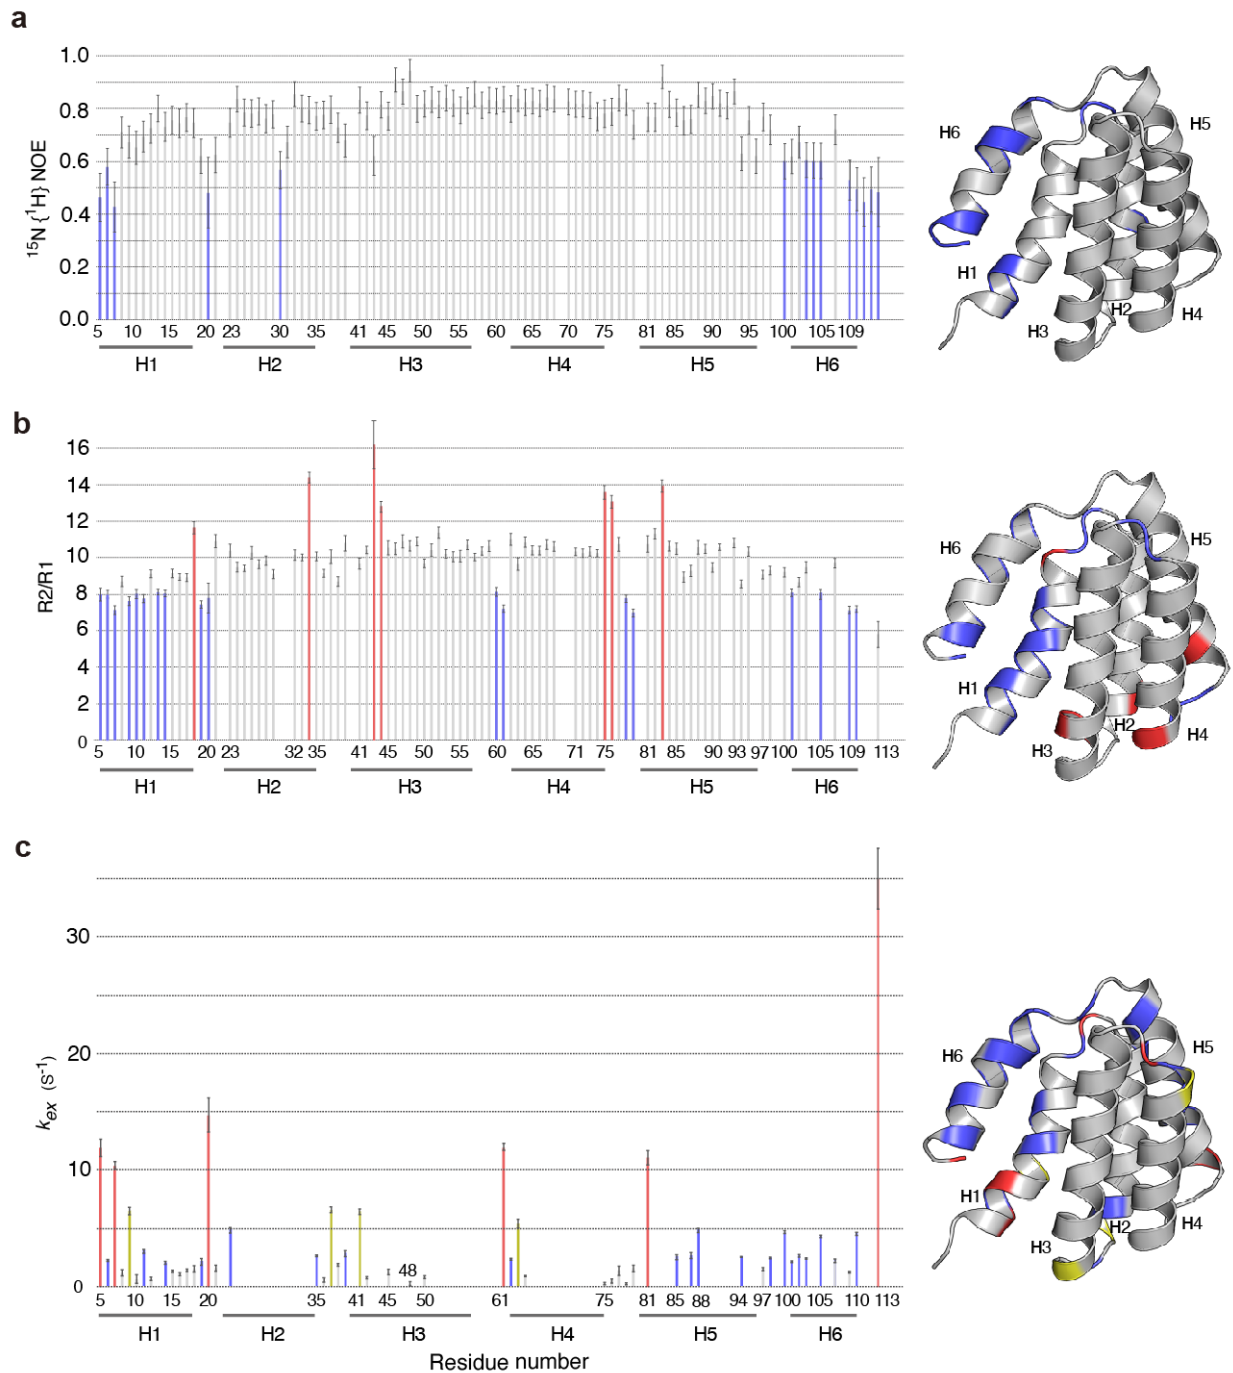 a
1.0
0.8
0.6
0.4
0.2
0.0
15N {1H} NOE
5 10 15 20 23 30 35 41 45 50 55 60 65 70 75 81 85 90 95 100 105 109
H1 H2 H3 H4 H5 H6
H6 H5 H1 H2 H3 H4
b
16
14
12
10
8
6
4
2
0
R2/R1
5 10 14 20 23 32 35 41 45 50 55 60 65 71 75 81 85 90 93 97 100 105 109 113
H1 H2 H3 H4 H5 H6
H6 H5 H1 H2 H3 H4
c
30
20
10
0
kex (s-1)
48
5 10 15 20 35 41 45 50 61 75 81 85 88 94 97 100 105 110 113
H1 H2 H3 H4 H5 H6
Residue number
H6 H5 H1 H2 H3 H4